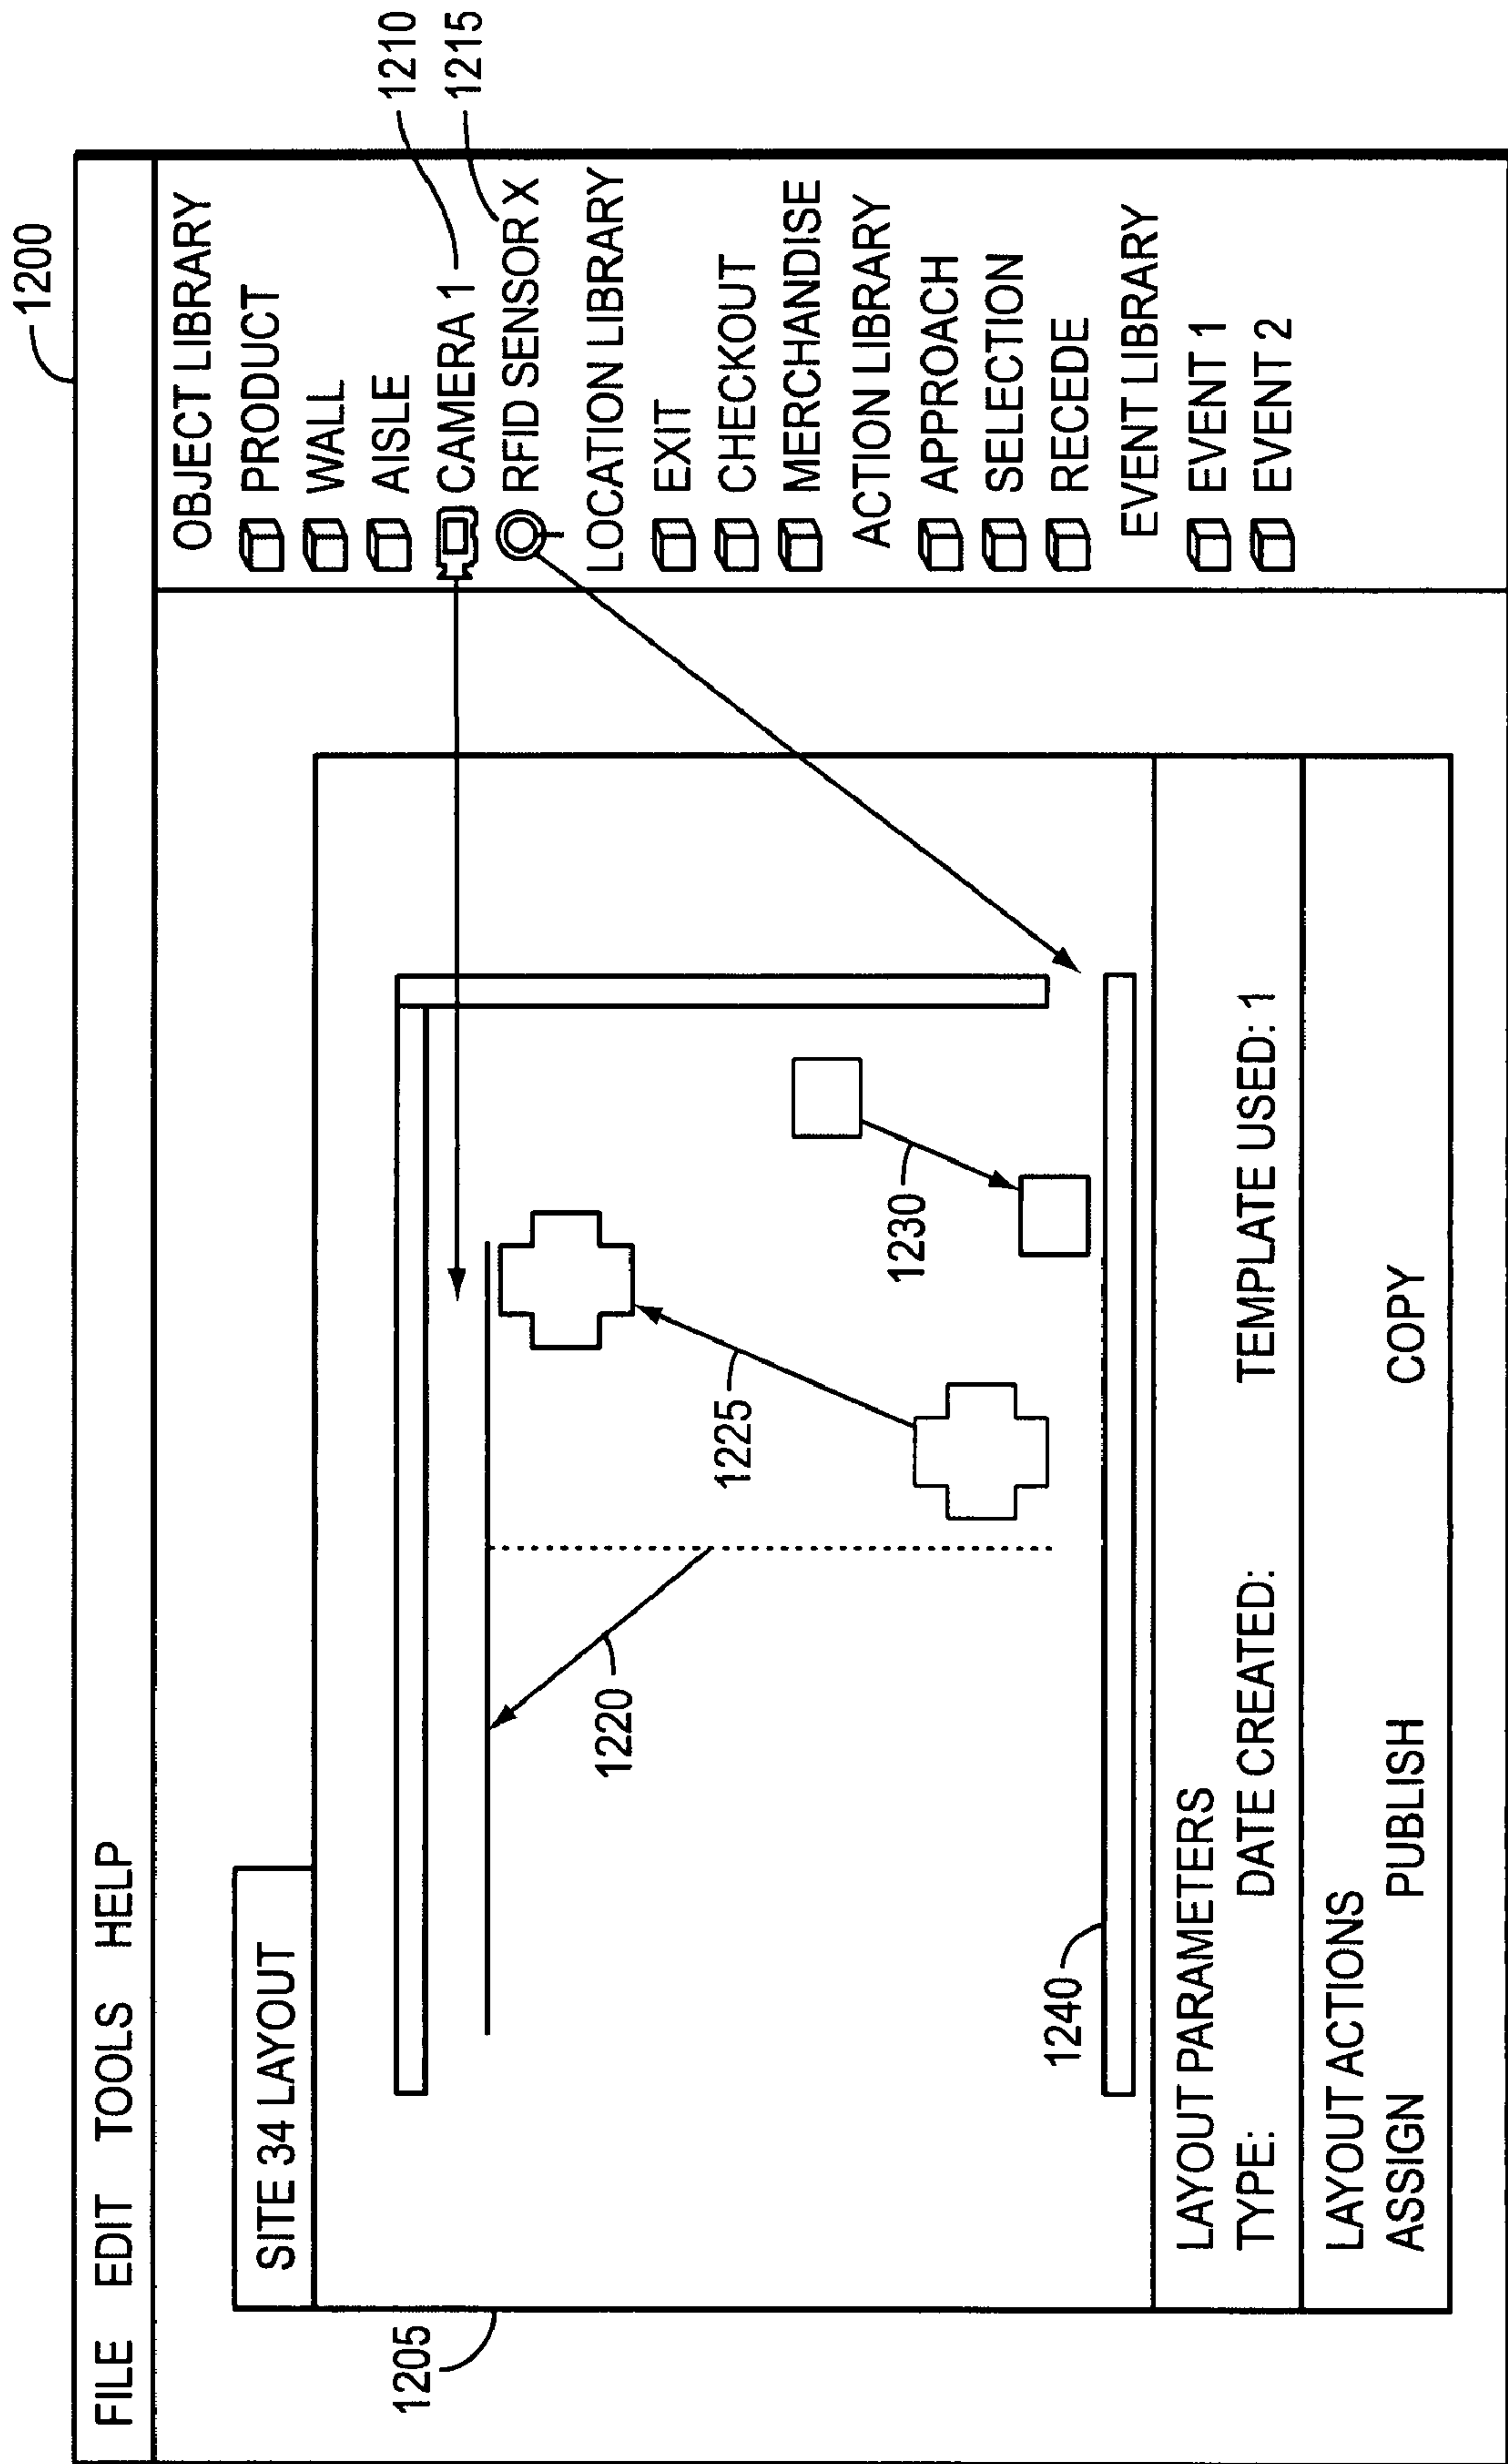 1200
FILE EDIT TOOLS HELP
SITE 34 LAYOUT
1205
1220
1225
1230
1240
LAYOUT PARAMETERS
TYPE: DATE CREATED: TEMPLATE USED: 1
LAYOUT ACTIONS
ASSIGN PUBLISH COPY
OBJECT LIBRARY
PRODUCT
WALL
AISLE
CAMERA 1
1210
RFID SENSOR X
1215
LOCATION LIBRARY
EXIT
CHECKOUT
MERCHANDISE
ACTION LIBRARY
APPROACH
SELECTION
RECEDE
EVENT LIBRARY
EVENT 1
EVENT 2